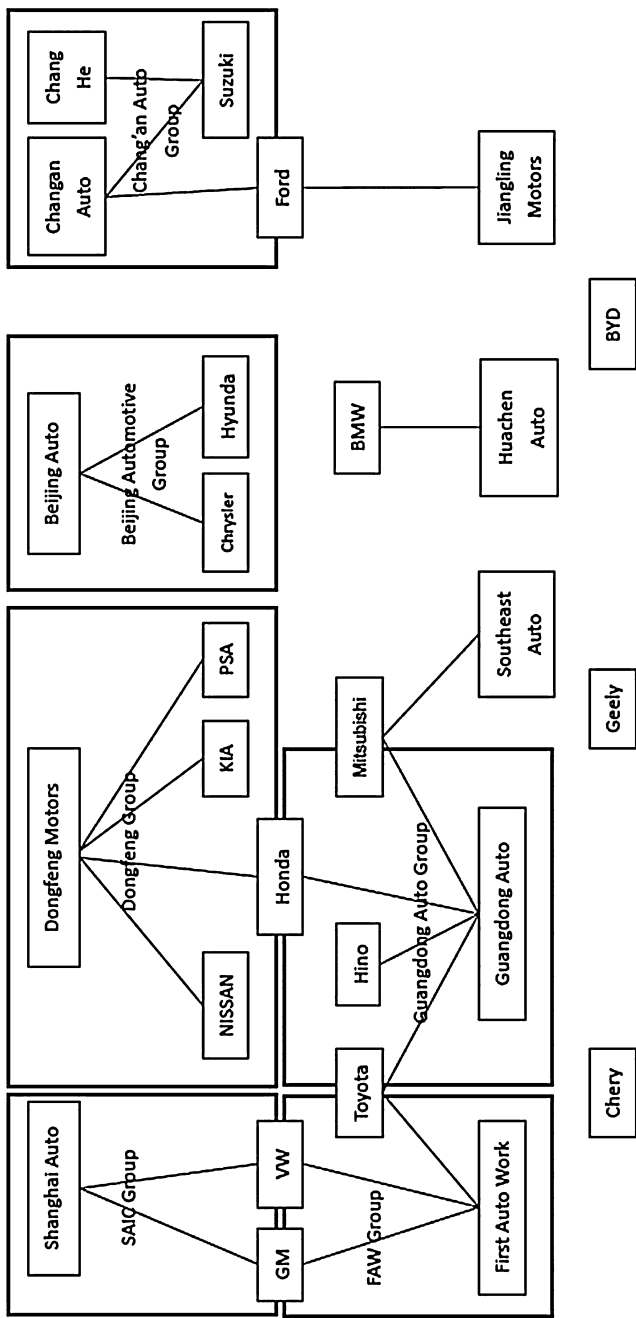 Shanghai Auto
Dongfeng Motors
Beijing Auto
Changan
Auto
Chang
He
SAIC Group
Dongfeng Group
Beijing Automotive
Group
Chang'an Auto
Group
NISSAN
KIA
PSA
Chrysler
Hyunda
Suzuki
GM
VW
Honda
Ford
Toyota
Hino
Mitsubishi
BMW
FAW Group
Guangdong Auto Group
First Auto Work
Guangdong Auto
Southeast
Auto
Huachen
Auto
Jiangling
Motors
Chery
Geely
BYD